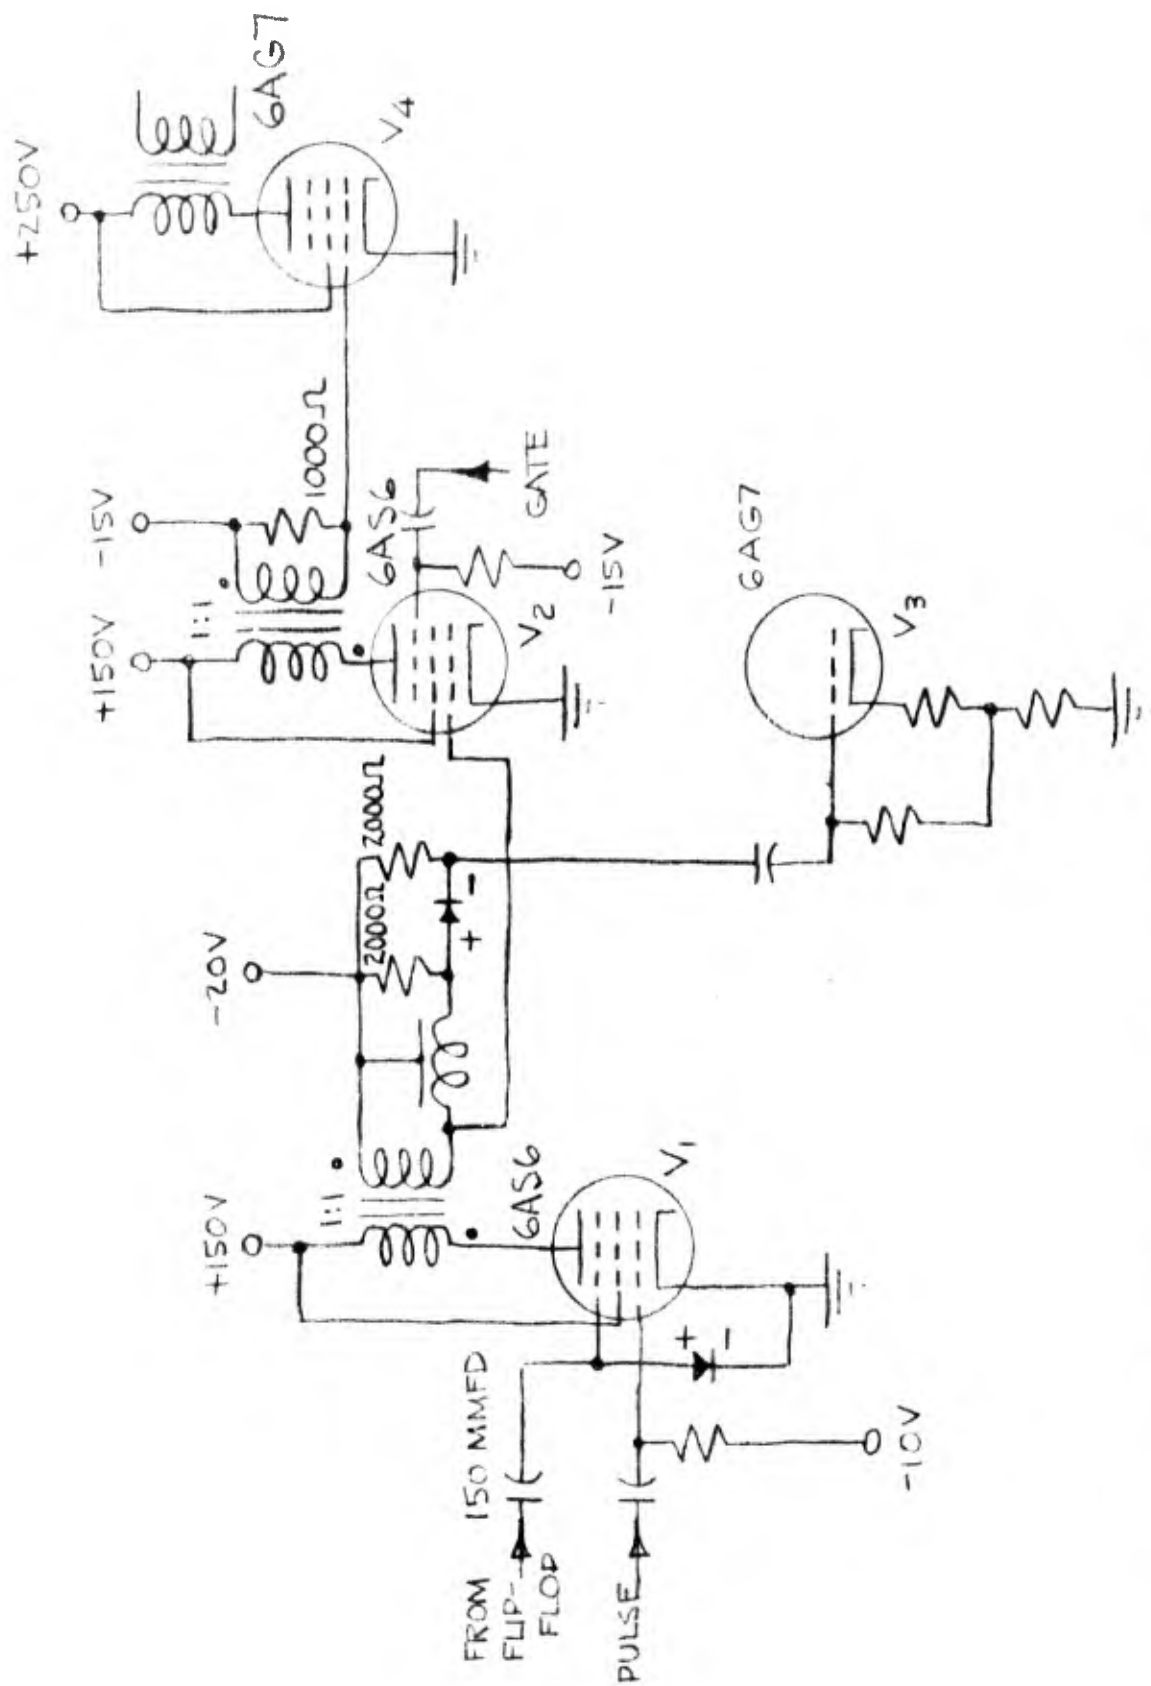 +250V
6AG7
V4
+150V
-15V
1:1
1000Ω
6AS6
GATE
V2
-15V
-20V
2000Ω
2000Ω
+
-
6AG7
V3
+150V
1:1
6AS6
V1
FROM 150 MMFD
FLIP-
FLOP
+
-
PULSE
-10V